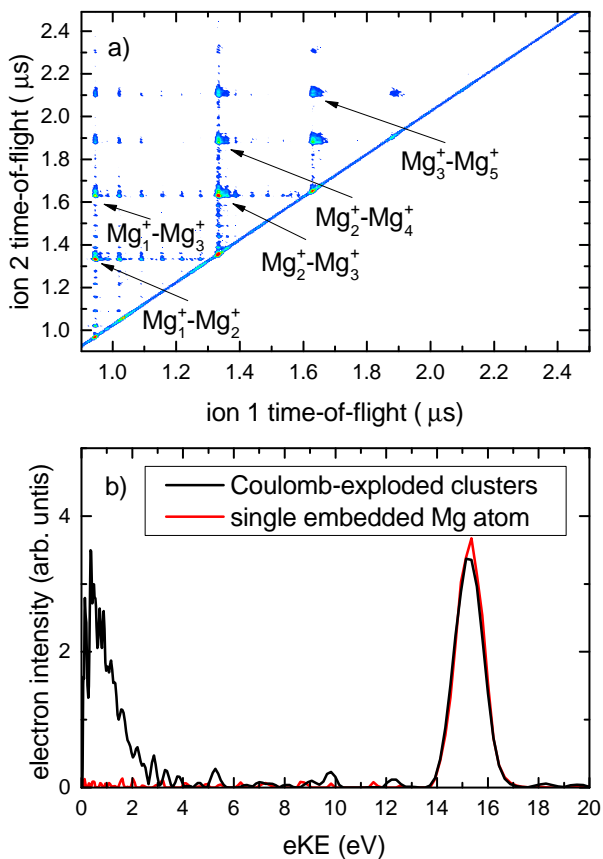 a)
2.4
2.2
2.0
1.8
1.6
1.4
1.2
1.0
ion 2 time-of-flight ( μs)
Mg₃⁺-Mg₅⁺
Mg₂⁺-Mg₄⁺
Mg₁⁺-Mg₃⁺
Mg₂⁺-Mg₃⁺
Mg₁⁺-Mg₂⁺
1.0 1.2 1.4 1.6 1.8 2.0 2.2 2.4
ion 1 time-of-flight ( μs)
b)
Coulomb-exploded clusters
single embedded Mg atom
4
2
0
electron intensity (arb. untis)
0 2 4 6 8 10 12 14 16 18 20
eKE (eV)